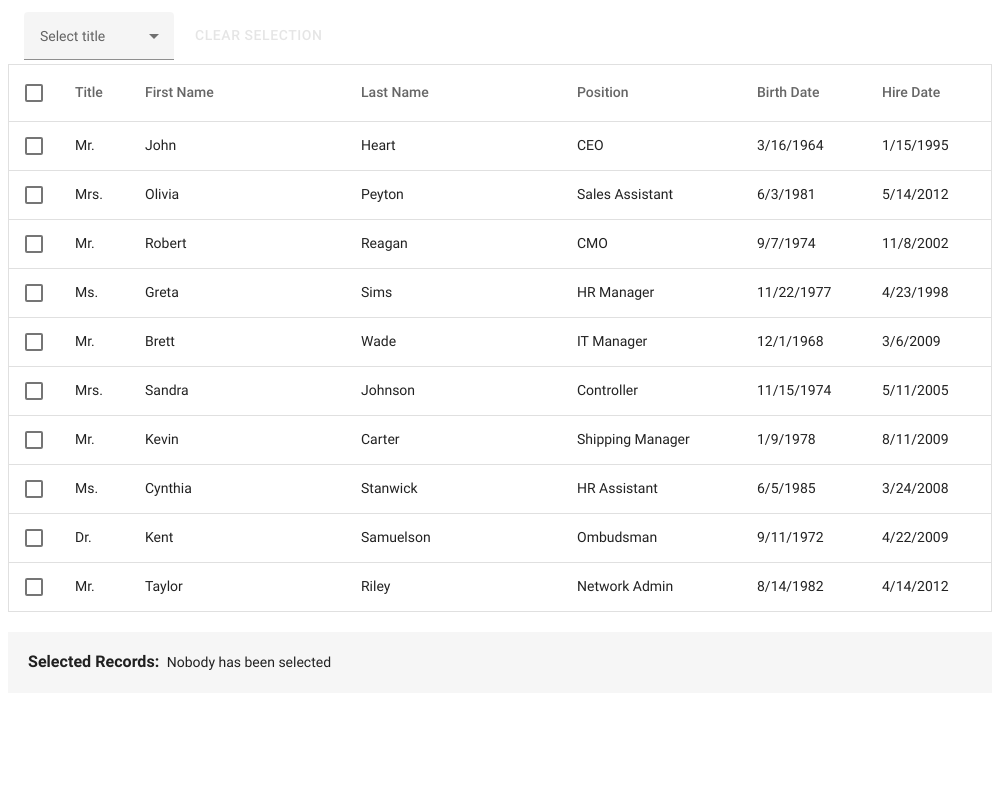 Select title CLEAR SELECTION
Title First Name Last Name Position Birth Date Hire Date
Mr. John Heart CEO 3/16/1964 1/15/1995
Mrs. Olivia Peyton Sales Assistant 6/3/1981 5/14/2012
Mr. Robert Reagan CMO 9/7/1974 11/8/2002
Ms. Greta Sims HR Manager 11/22/1977 4/23/1998
Mr. Brett Wade IT Manager 12/1/1968 3/6/2009
Mrs. Sandra Johnson Controller 11/15/1974 5/11/2005
Mr. Kevin Carter Shipping Manager 1/9/1978 8/11/2009
Ms. Cynthia Stanwick HR Assistant 6/5/1985 3/24/2008
Dr. Kent Samuelson Ombudsman 9/11/1972 4/22/2009
Mr. Taylor Riley Network Admin 8/14/1982 4/14/2012
Selected Records: Nobody has been selected